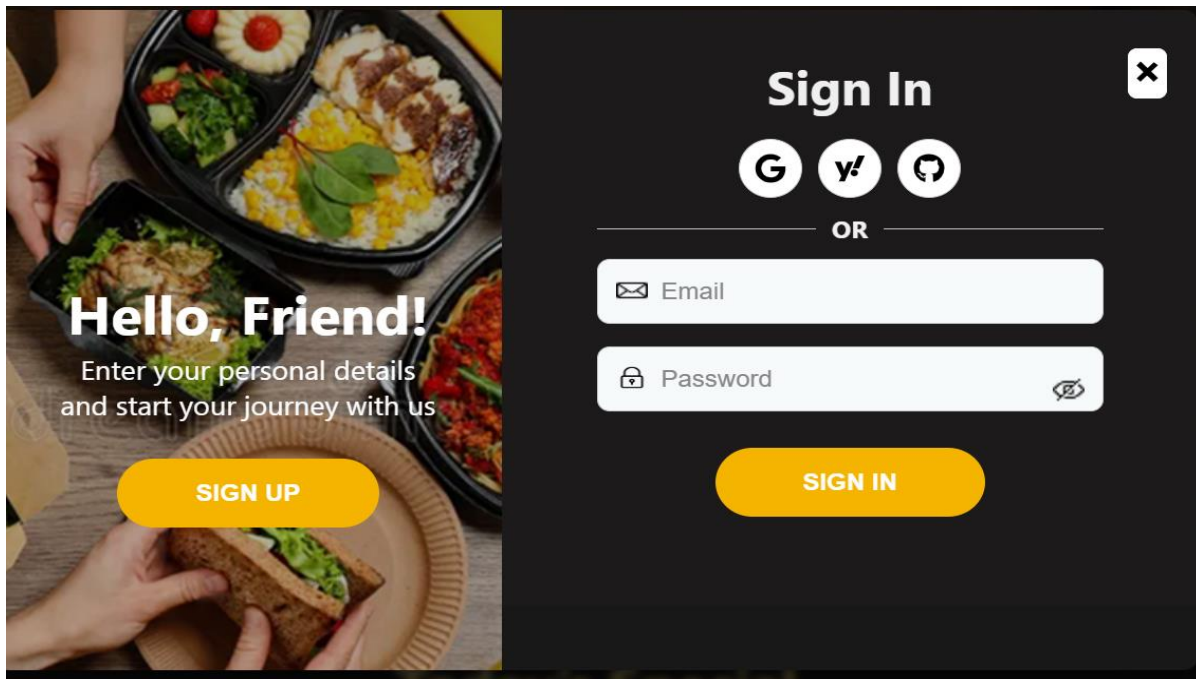 Hello, Friend!
Enter your personal details
and start your journey with us
SIGN UP
Sign In
G y! 
OR
Email
Password
SIGN IN